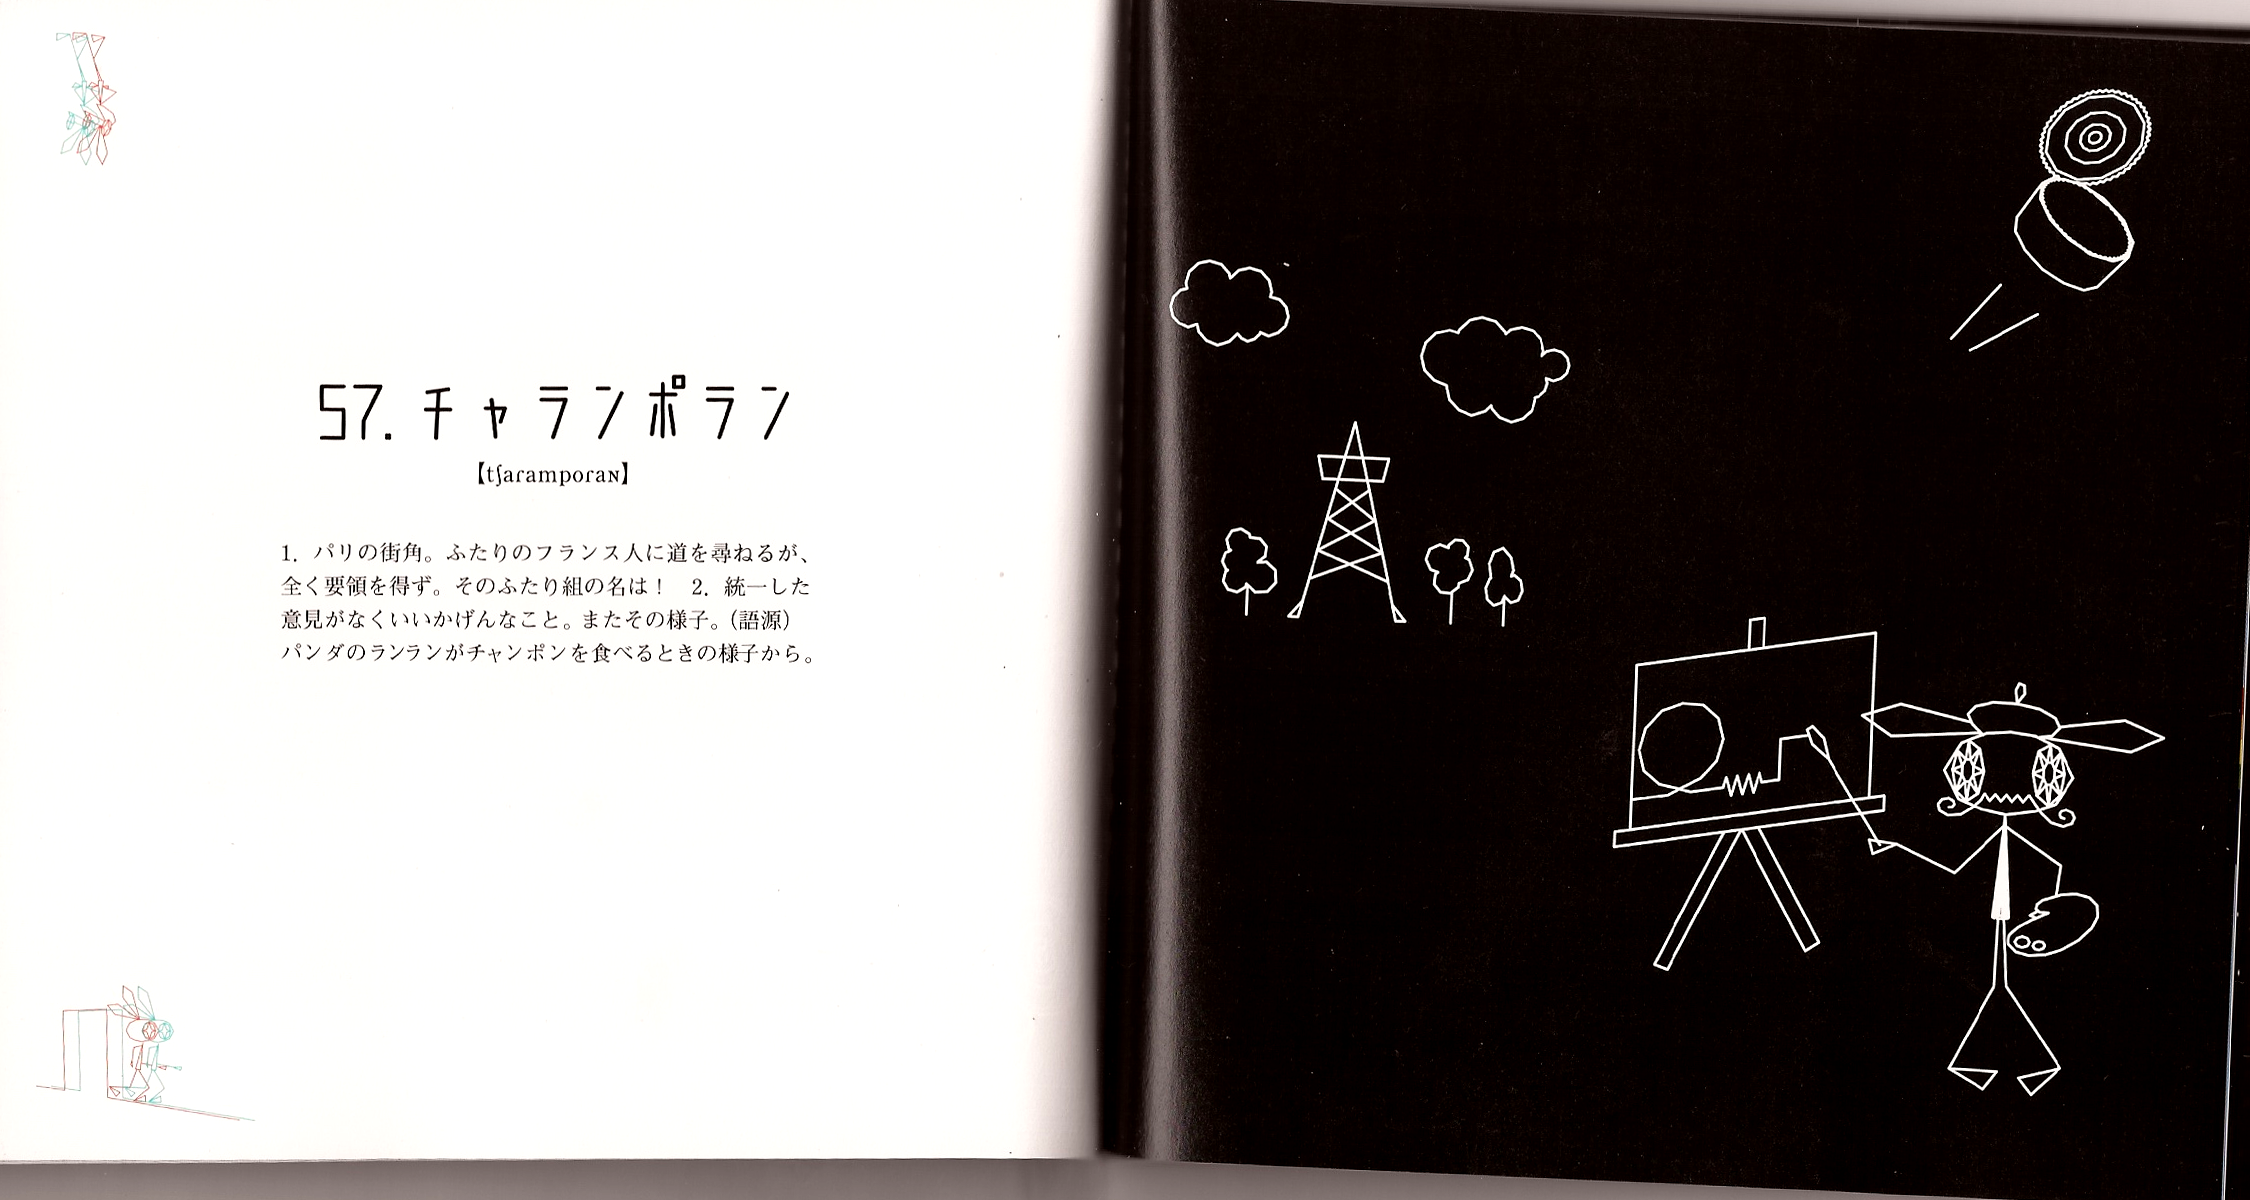 57. チャランポラン
【tʃaramporaɴ】
1. パリの街角。ふたりのフランス人に道を尋ねるが、
全く要領を得ず。そのふたり組の名は！　2. 統一した
意見がなくいいかげんなこと。またその様子。（語源）
パンダのランランがチャンポンを食べるときの様子から。